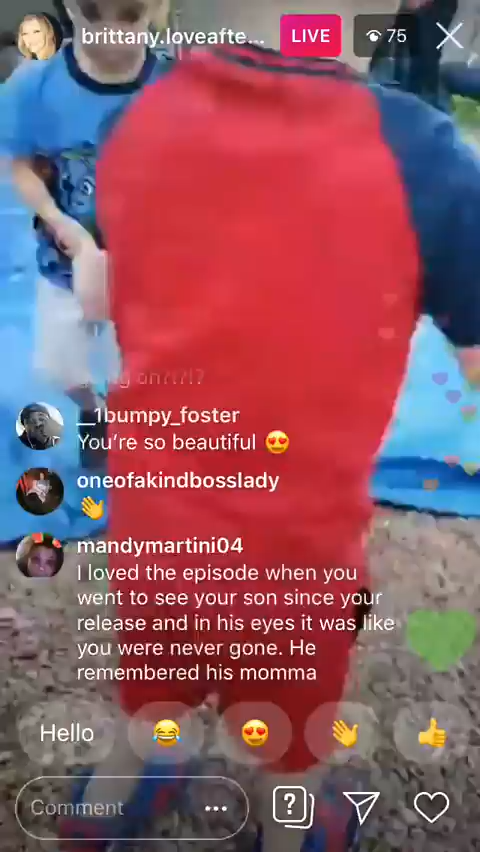 brittany.loveafte...
LIVE
75
on?!?!?
__1bumpy_foster
You're so beautiful 😍
oneofakindbosslady
👋
mandymartini04
I loved the episode when you
went to see your son since your
release and in his eyes it was like
you were never gone. He
remembered his momma
Hello 😂 😍 👋 👍
Comment